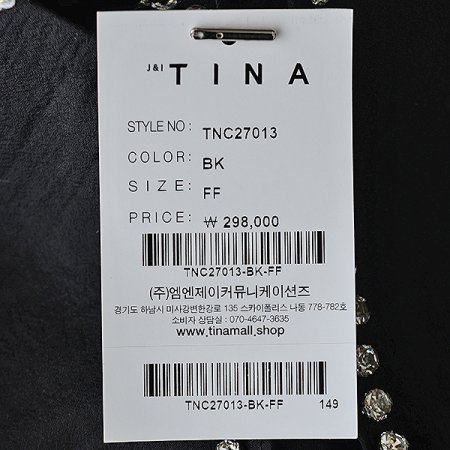 J&I TINA
STYLE NO: TNC27013
COLOR: BK
SIZE: FF
PRICE: ₩ 298,000
TNC27013-BK-FF
(주)엠엔제이커뮤니케이션즈
경기도 하남시 미사강변한강로 135 스카이폴리스 나동 778-782호
소비자 상담실 : 070-4647-3635
www.tinamall.shop
TNC27013-BK-FF 149